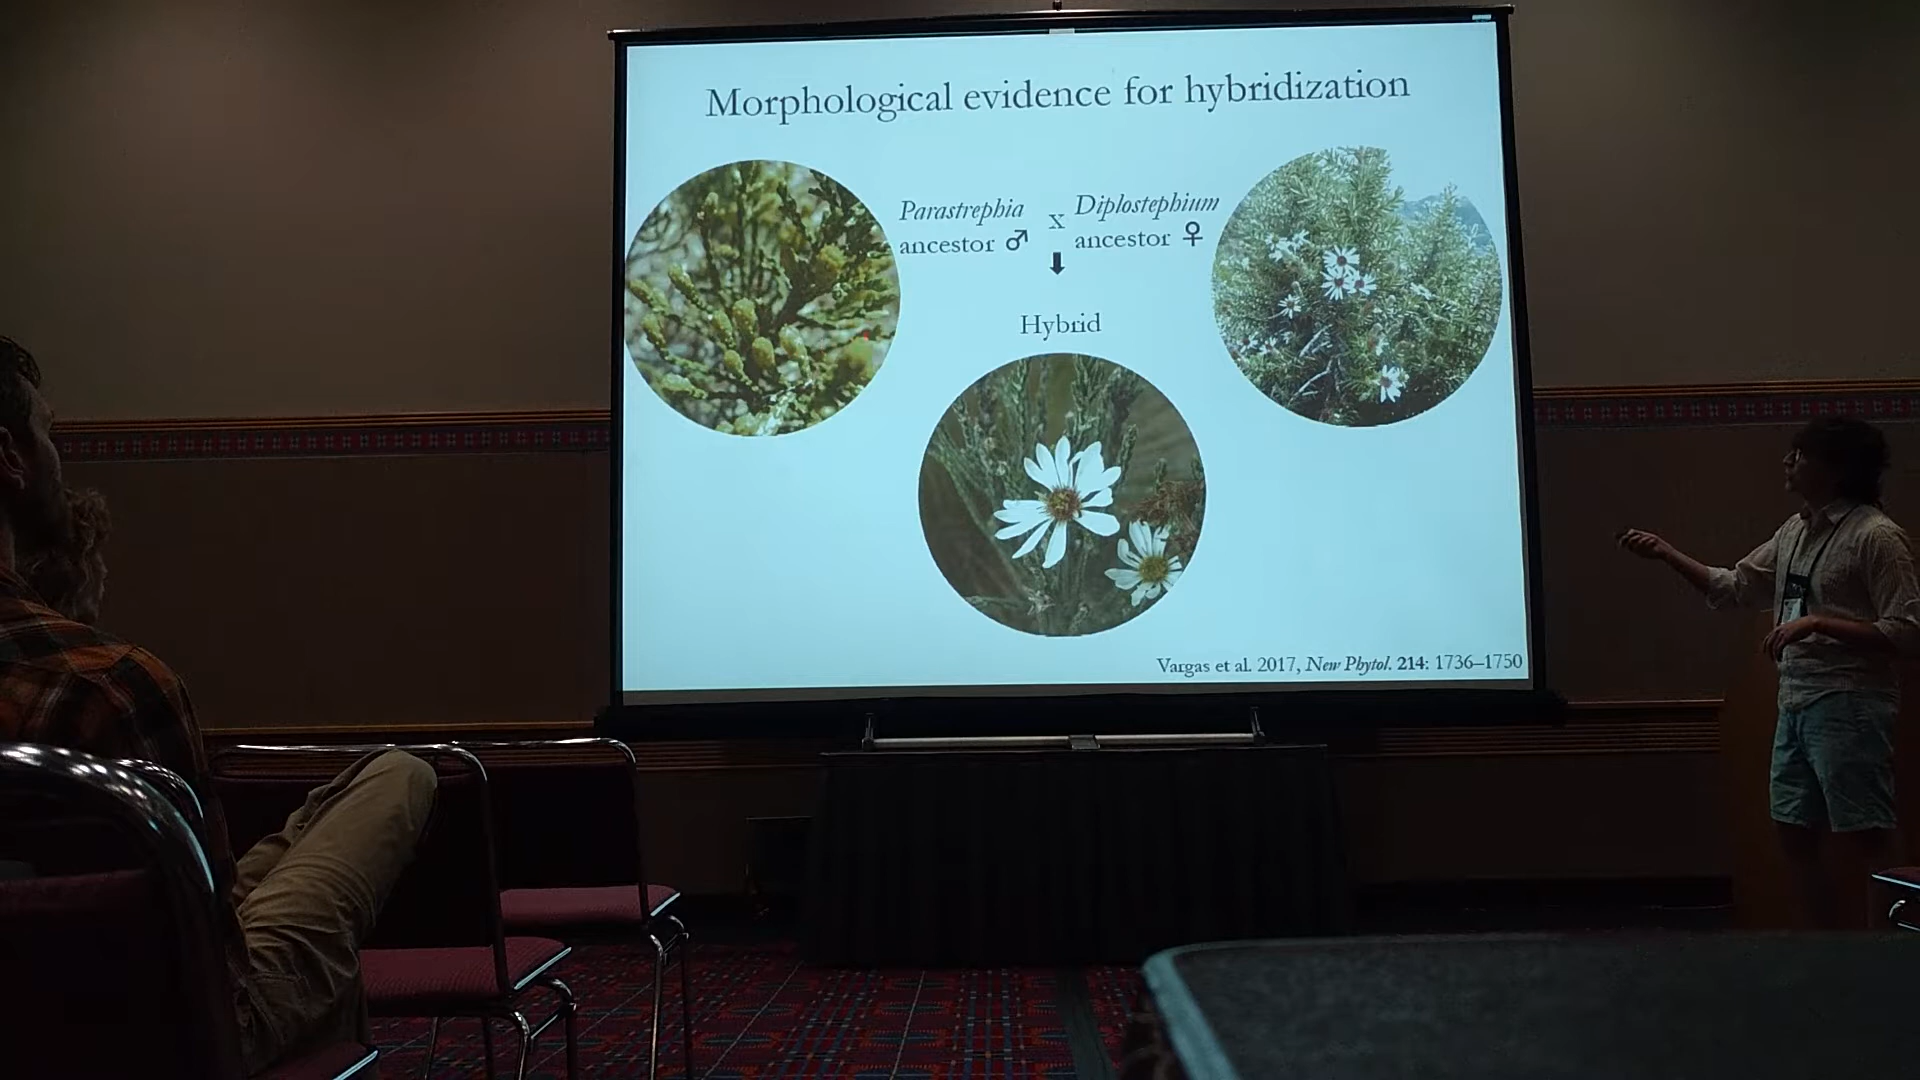 Morphological evidence for hybridization
Parastrephia
ancestor ♂
x
Diplostephium
ancestor ♀
Hybrid
Vargas et al. 2017, New Phytol. 214: 1736–1750